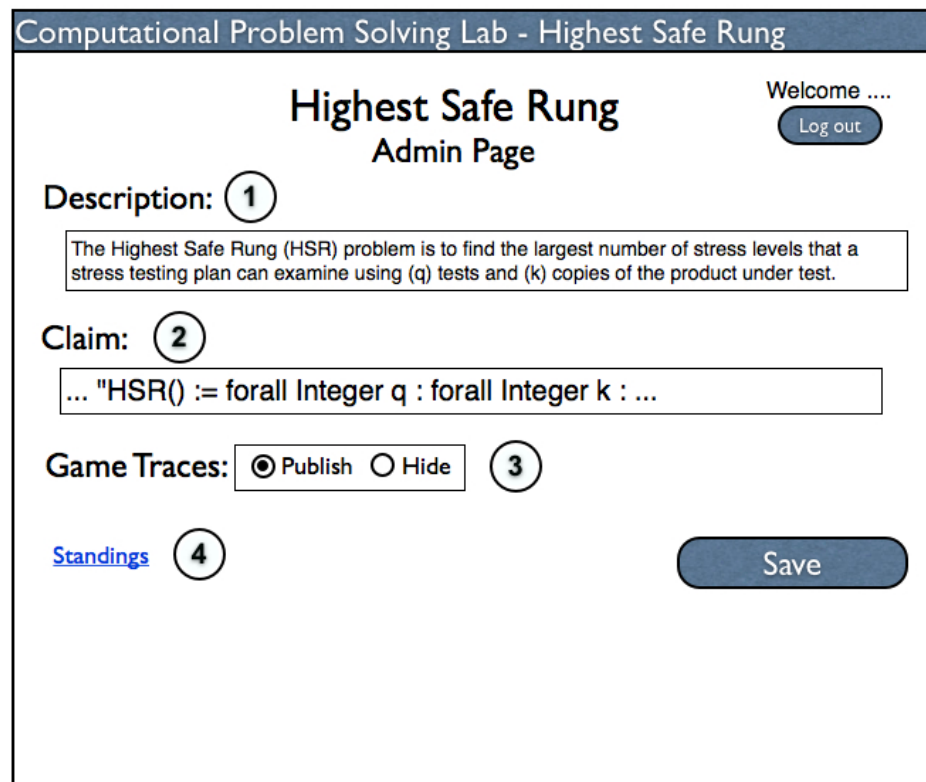 Computational Problem Solving Lab - Highest Safe Rung
Welcome ....
Highest Safe Rung
Log out
Admin Page
Description: 1
The Highest Safe Rung (HSR) problem is to find the largest number of stress levels that a
stress testing plan can examine using (q) tests and (k) copies of the product under test.
Claim: 2
... "HSR() := forall Integer q : forall Integer k : ...
Game Traces: Publish Hide 3
Standings 4
Save